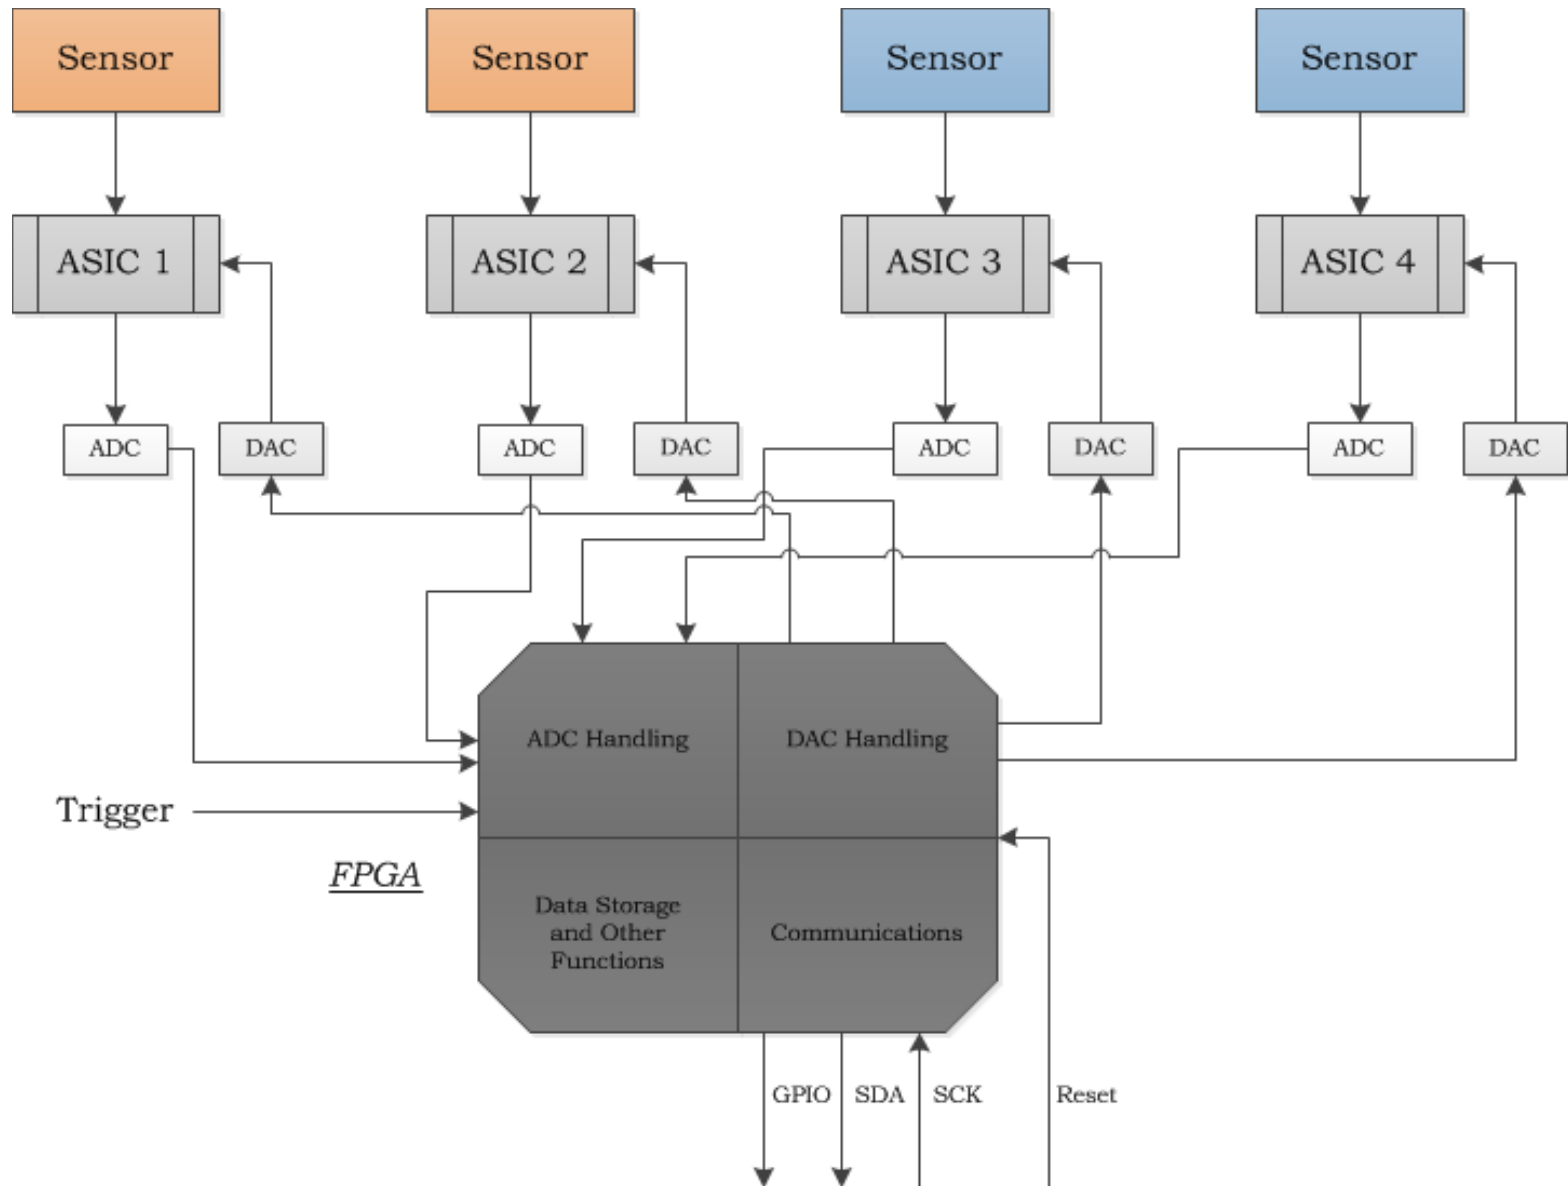 Sensor
Sensor
Sensor
Sensor
ASIC 1
ASIC 2
ASIC 3
ASIC 4
ADC
DAC
ADC
DAC
ADC
DAC
ADC
DAC
ADC Handling
DAC Handling
Trigger
FPGA
Data Storage
and Other
Functions
Communications
GPIO
SDA
SCK
Reset